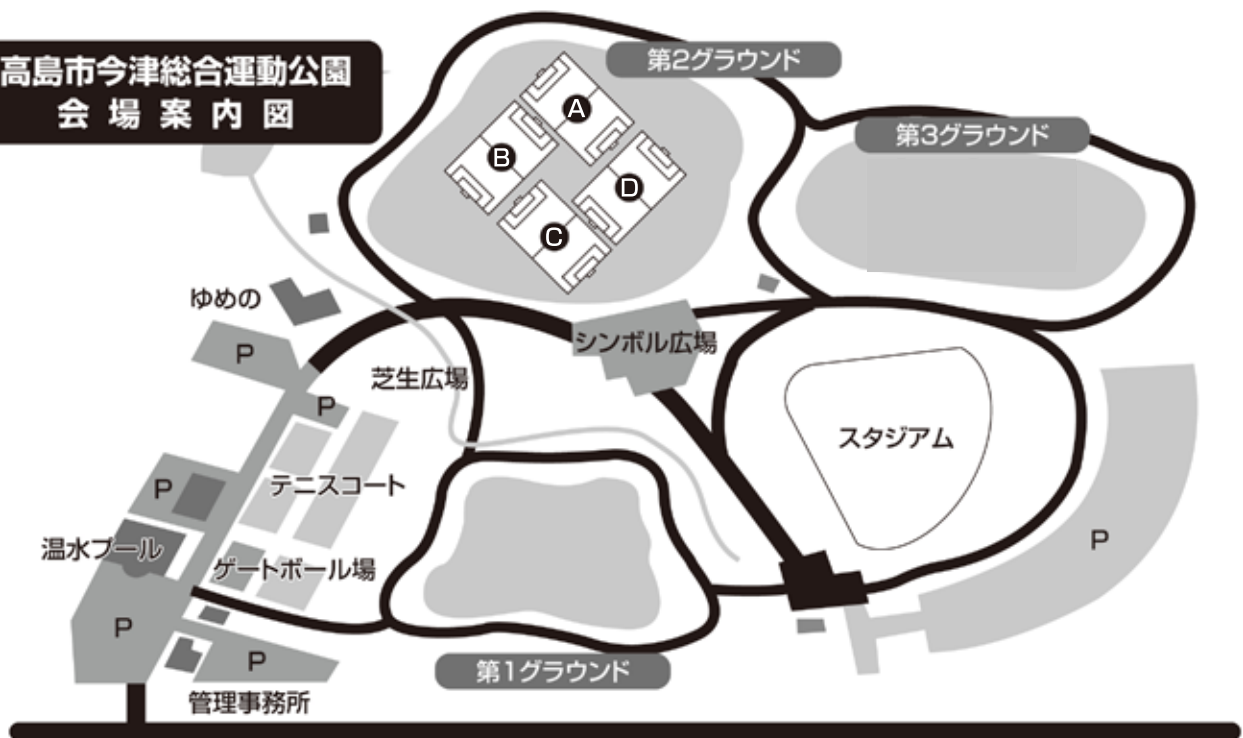 高島市今津総合運動公園
会場案内図
第2グラウンド
A
第3グラウンド
B
D
C
ゆめの
P
シンボル広場
芝生広場
P
スタジアム
テニスコート
P
温水プール
P
ゲートボール場
P
P
第1グラウンド
管理事務所